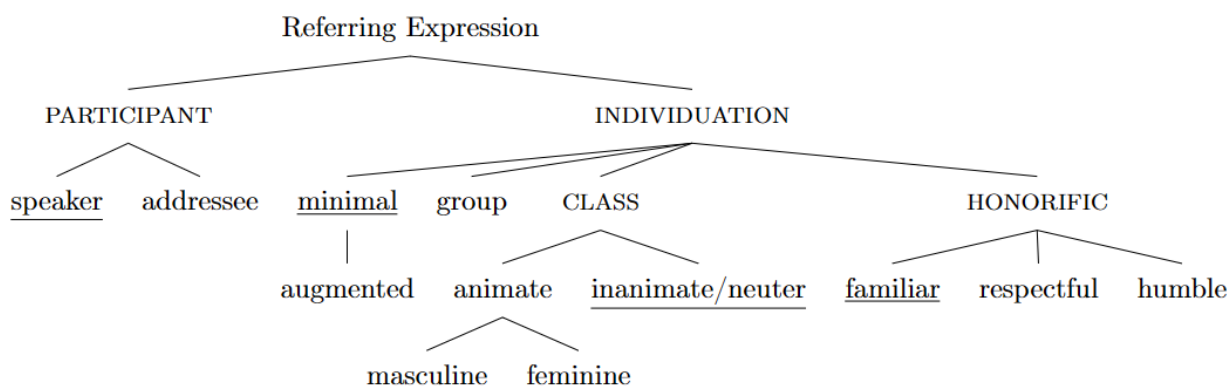 Referring Expression
PARTICIPANT INDIVIDUATION
speaker addressee minimal group CLASS HONORIFIC
augmented animate inanimate/neuter familiar respectful humble
masculine feminine